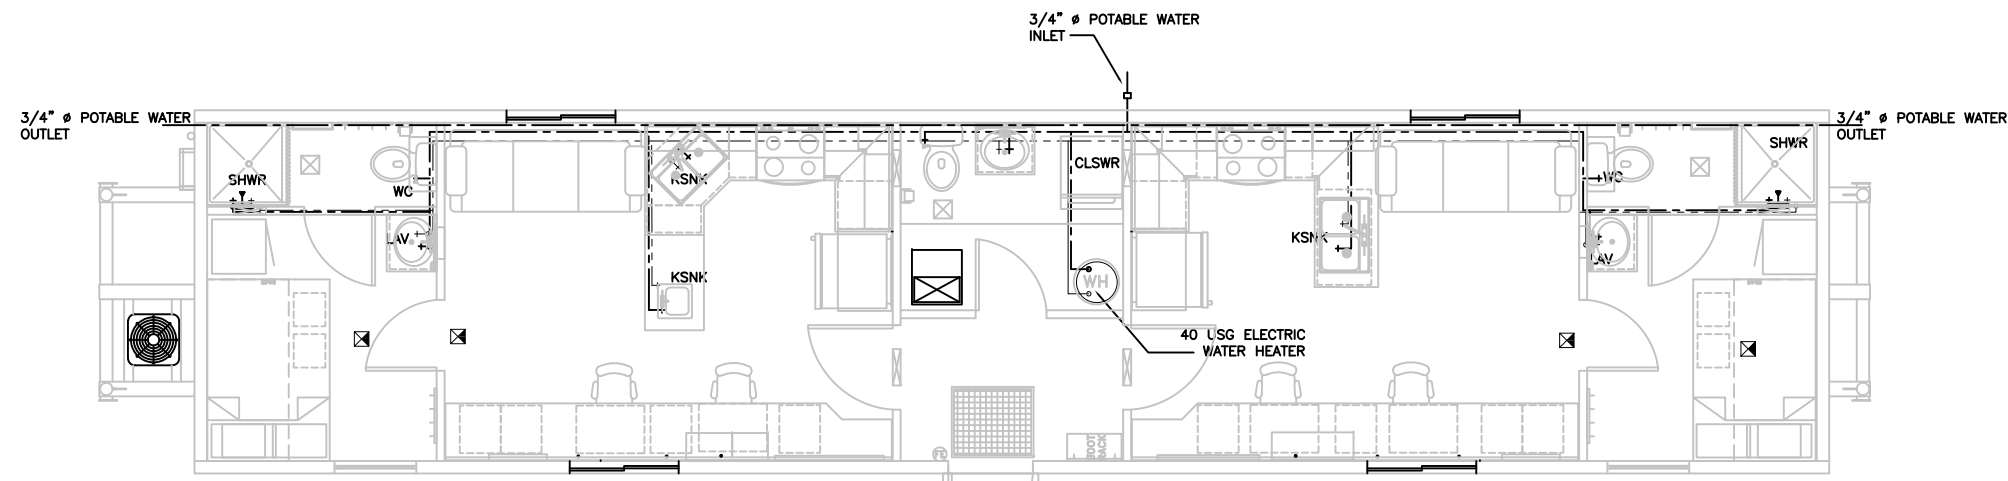 3/4" ø POTABLE WATER
INLET
3/4" ø POTABLE WATER
OUTLET
3/4" ø POTABLE WATER
OUTLET
SHWR
WC
KSNK
CLSWR
SHWR
WC
LAV
KSNK
KSNK
LAV
WH
40 USG ELECTRIC
WATER HEATER
BOOT
RACK
FE